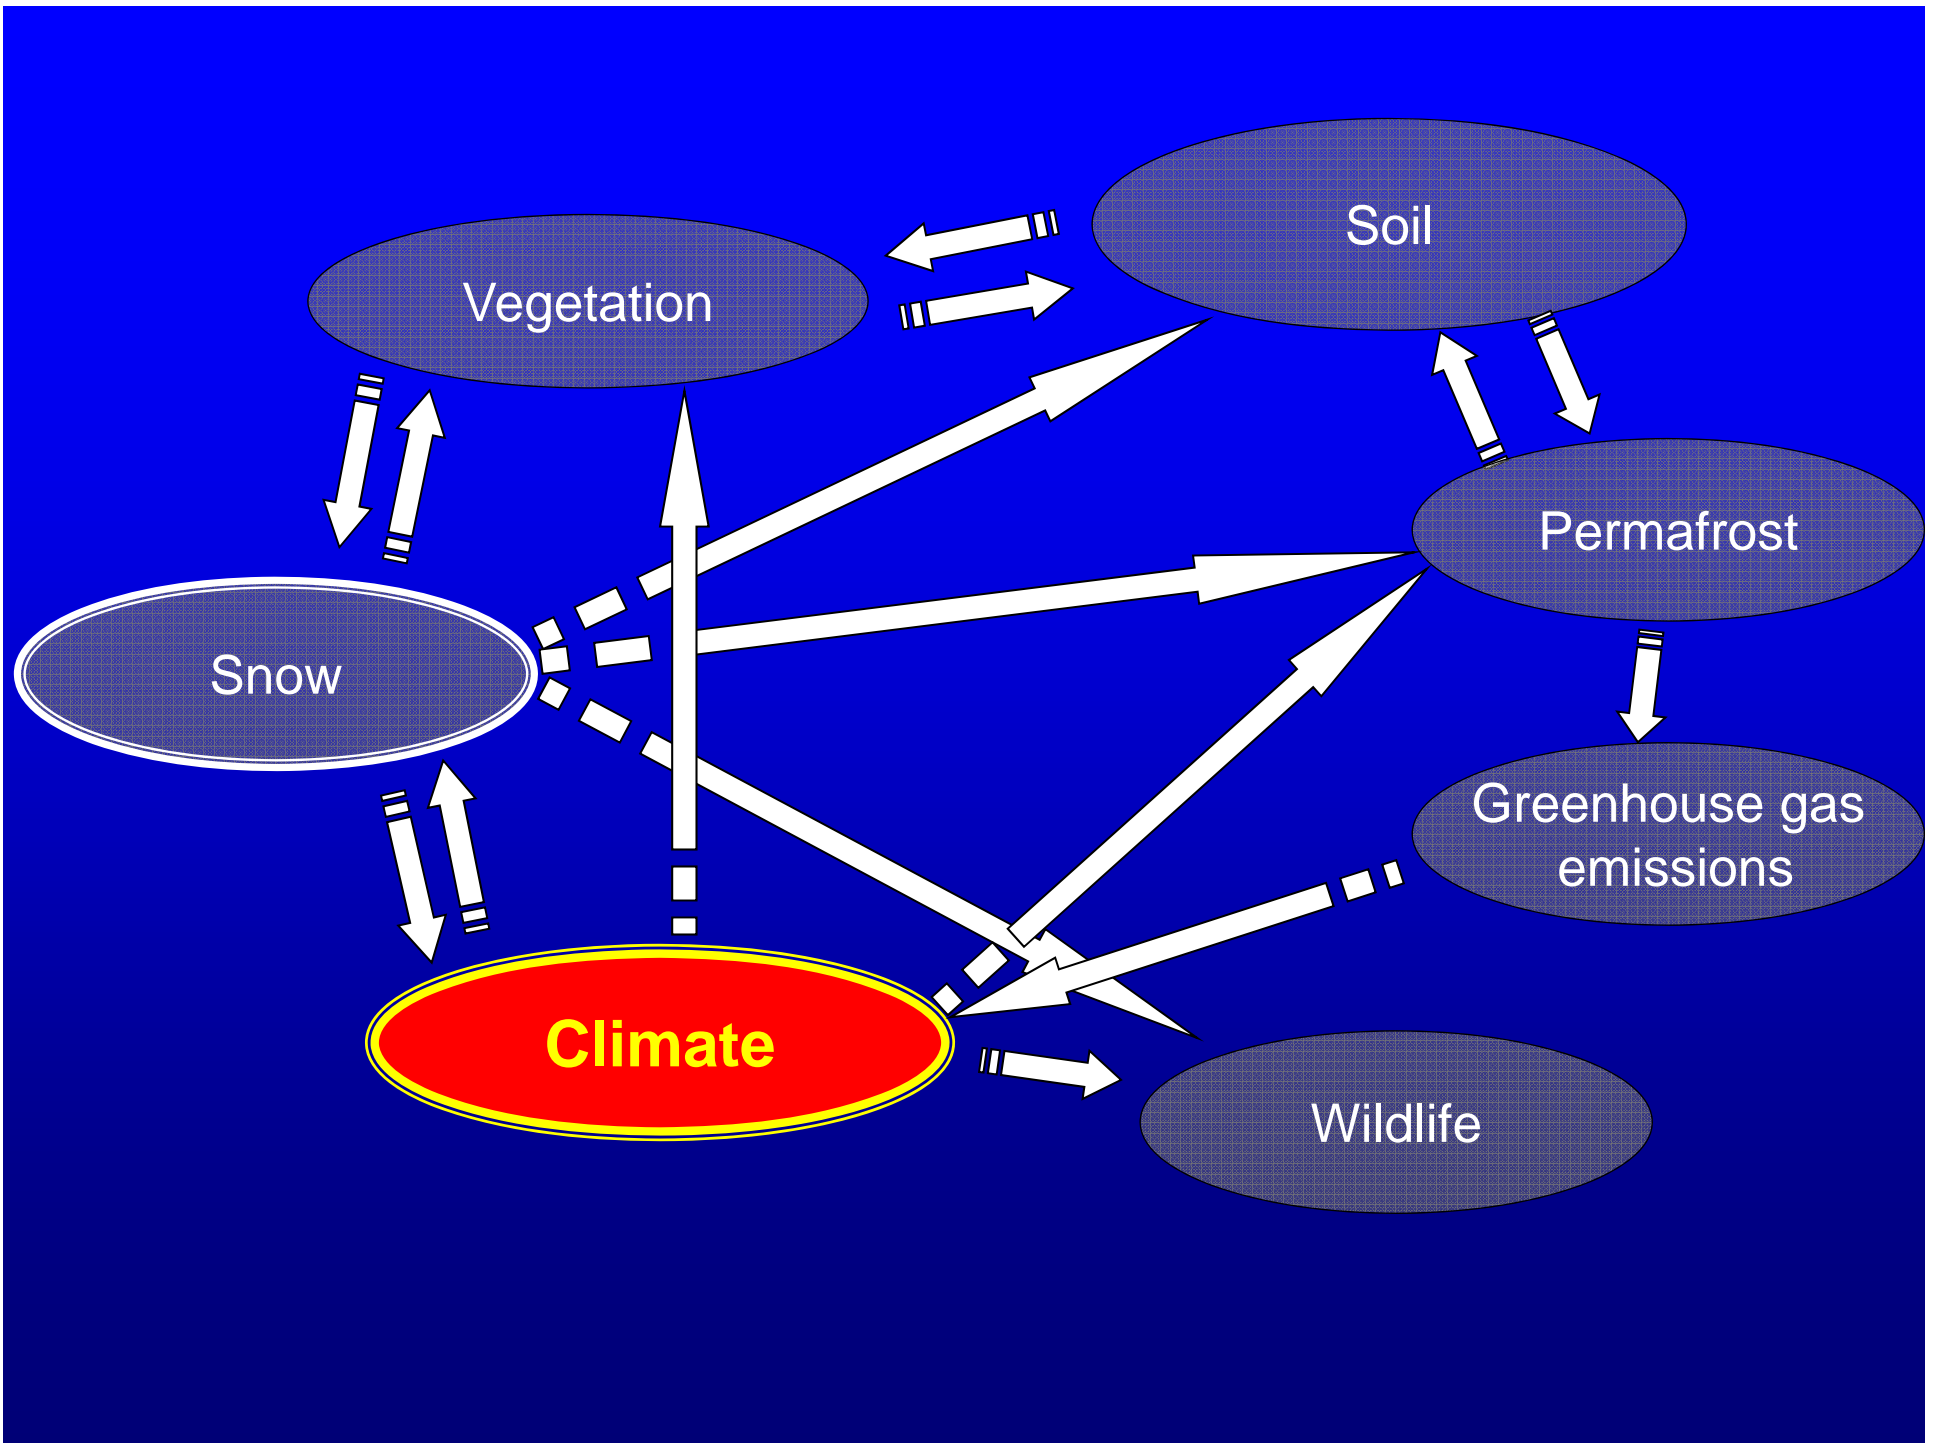 Soil
Vegetation
Permafrost
Snow
Greenhouse gas
emissions
Climate
Wildlife